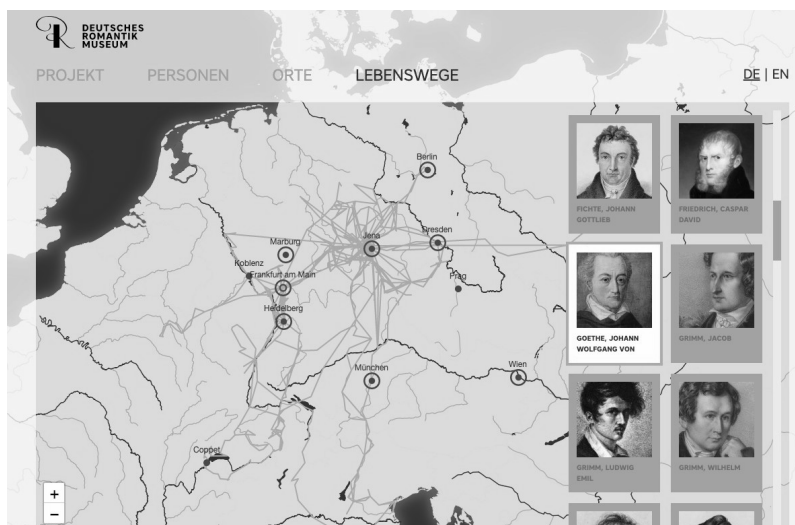 DEUTSCHES
ROMANTIK
MUSEUM
PROJEKT PERSONEN ORTE LEBENSWEGE DE | EN
Berlin
Jena
Dresden
Marburg
Koblenz
Frankfurt am Main
Prag
Heidelberg
München
Wien
Coppet
+
−
FICHTE, JOHANN
GOTTLIEB
FRIEDRICH, CASPAR
DAVID
GOETHE, JOHANN
WOLFGANG VON
GRIMM, JACOB
GRIMM, LUDWIG
EMIL
GRIMM, WILHELM